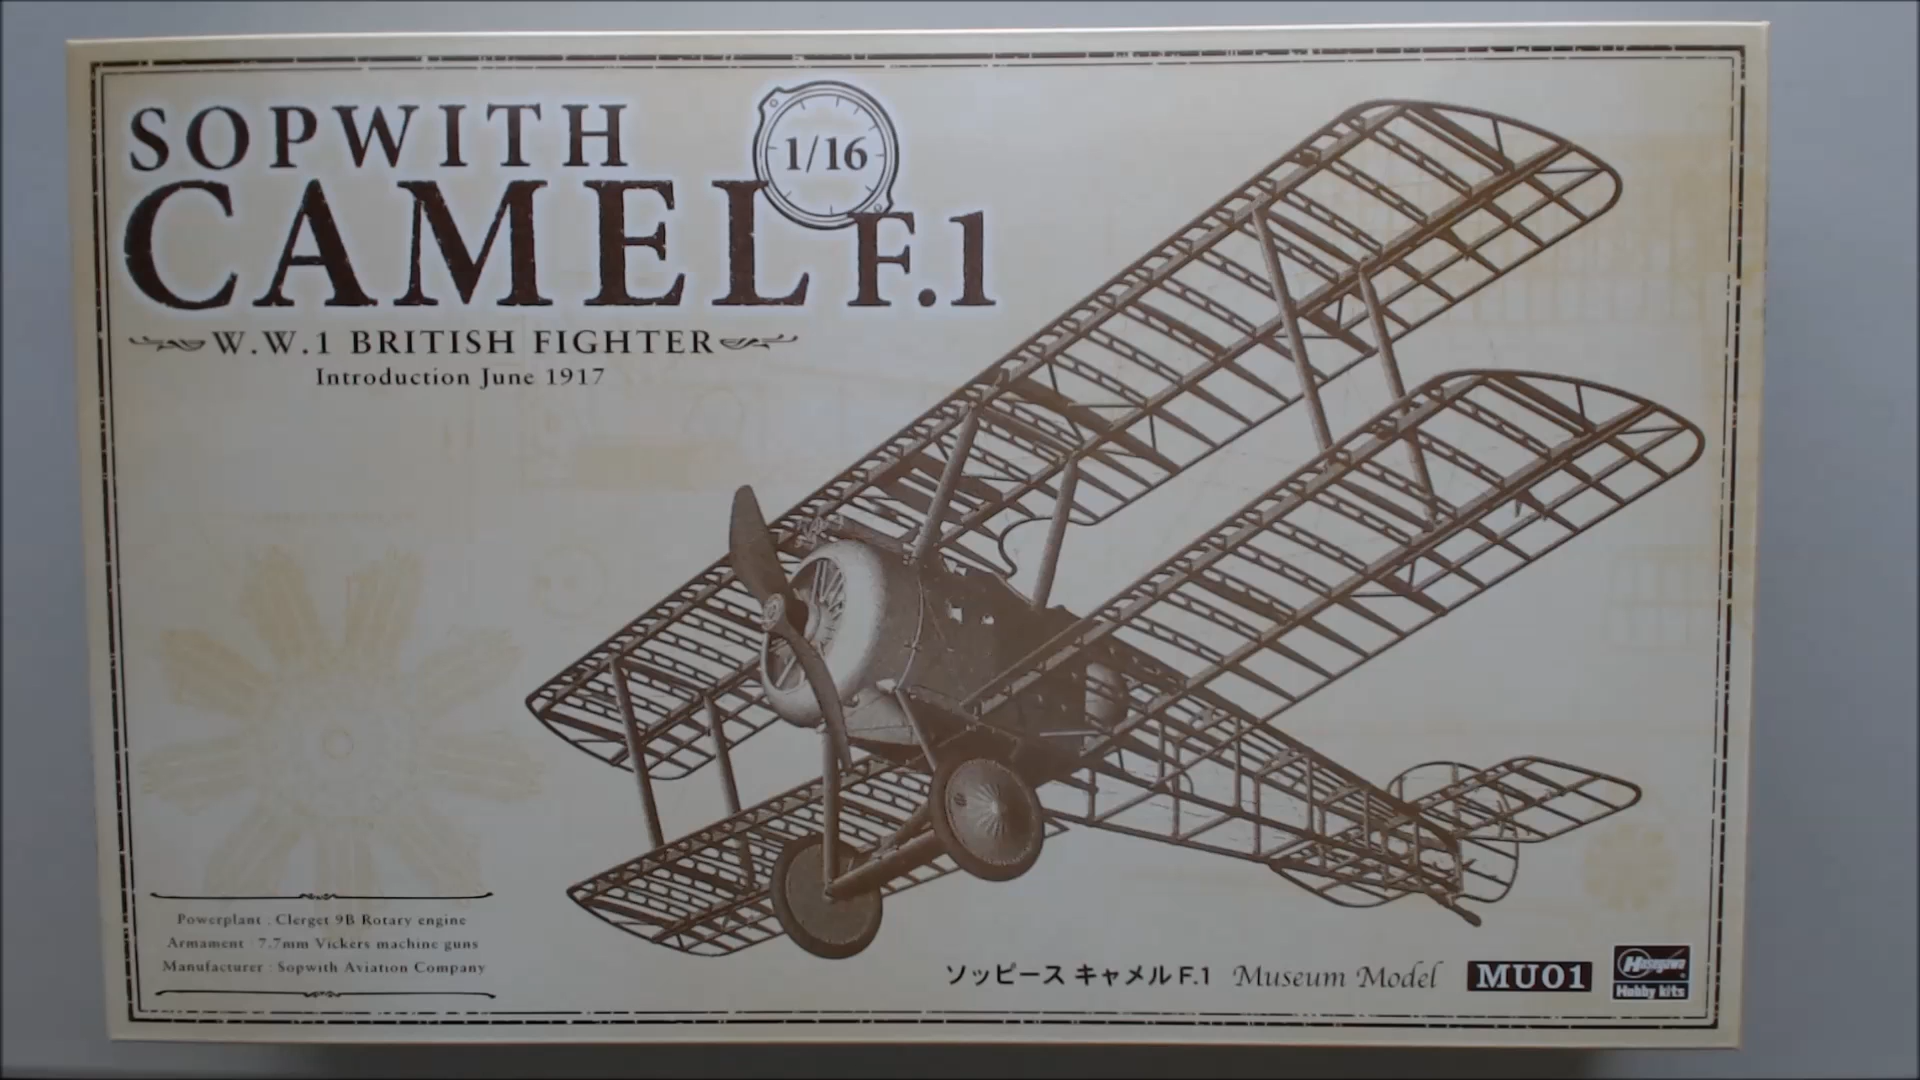 SOPWITH
1/16
CAMEL F.1
W.W.1 BRITISH FIGHTER
Introduction June 1917
Powerplant : Clerget 9B Rotary engine
Armament : 7.7mm Vickers machine guns
Manufacturer : Sopwith Aviation Company
ソッピース キャメル F.1 Museum Model MU01
Hasegawa
Hobby kits